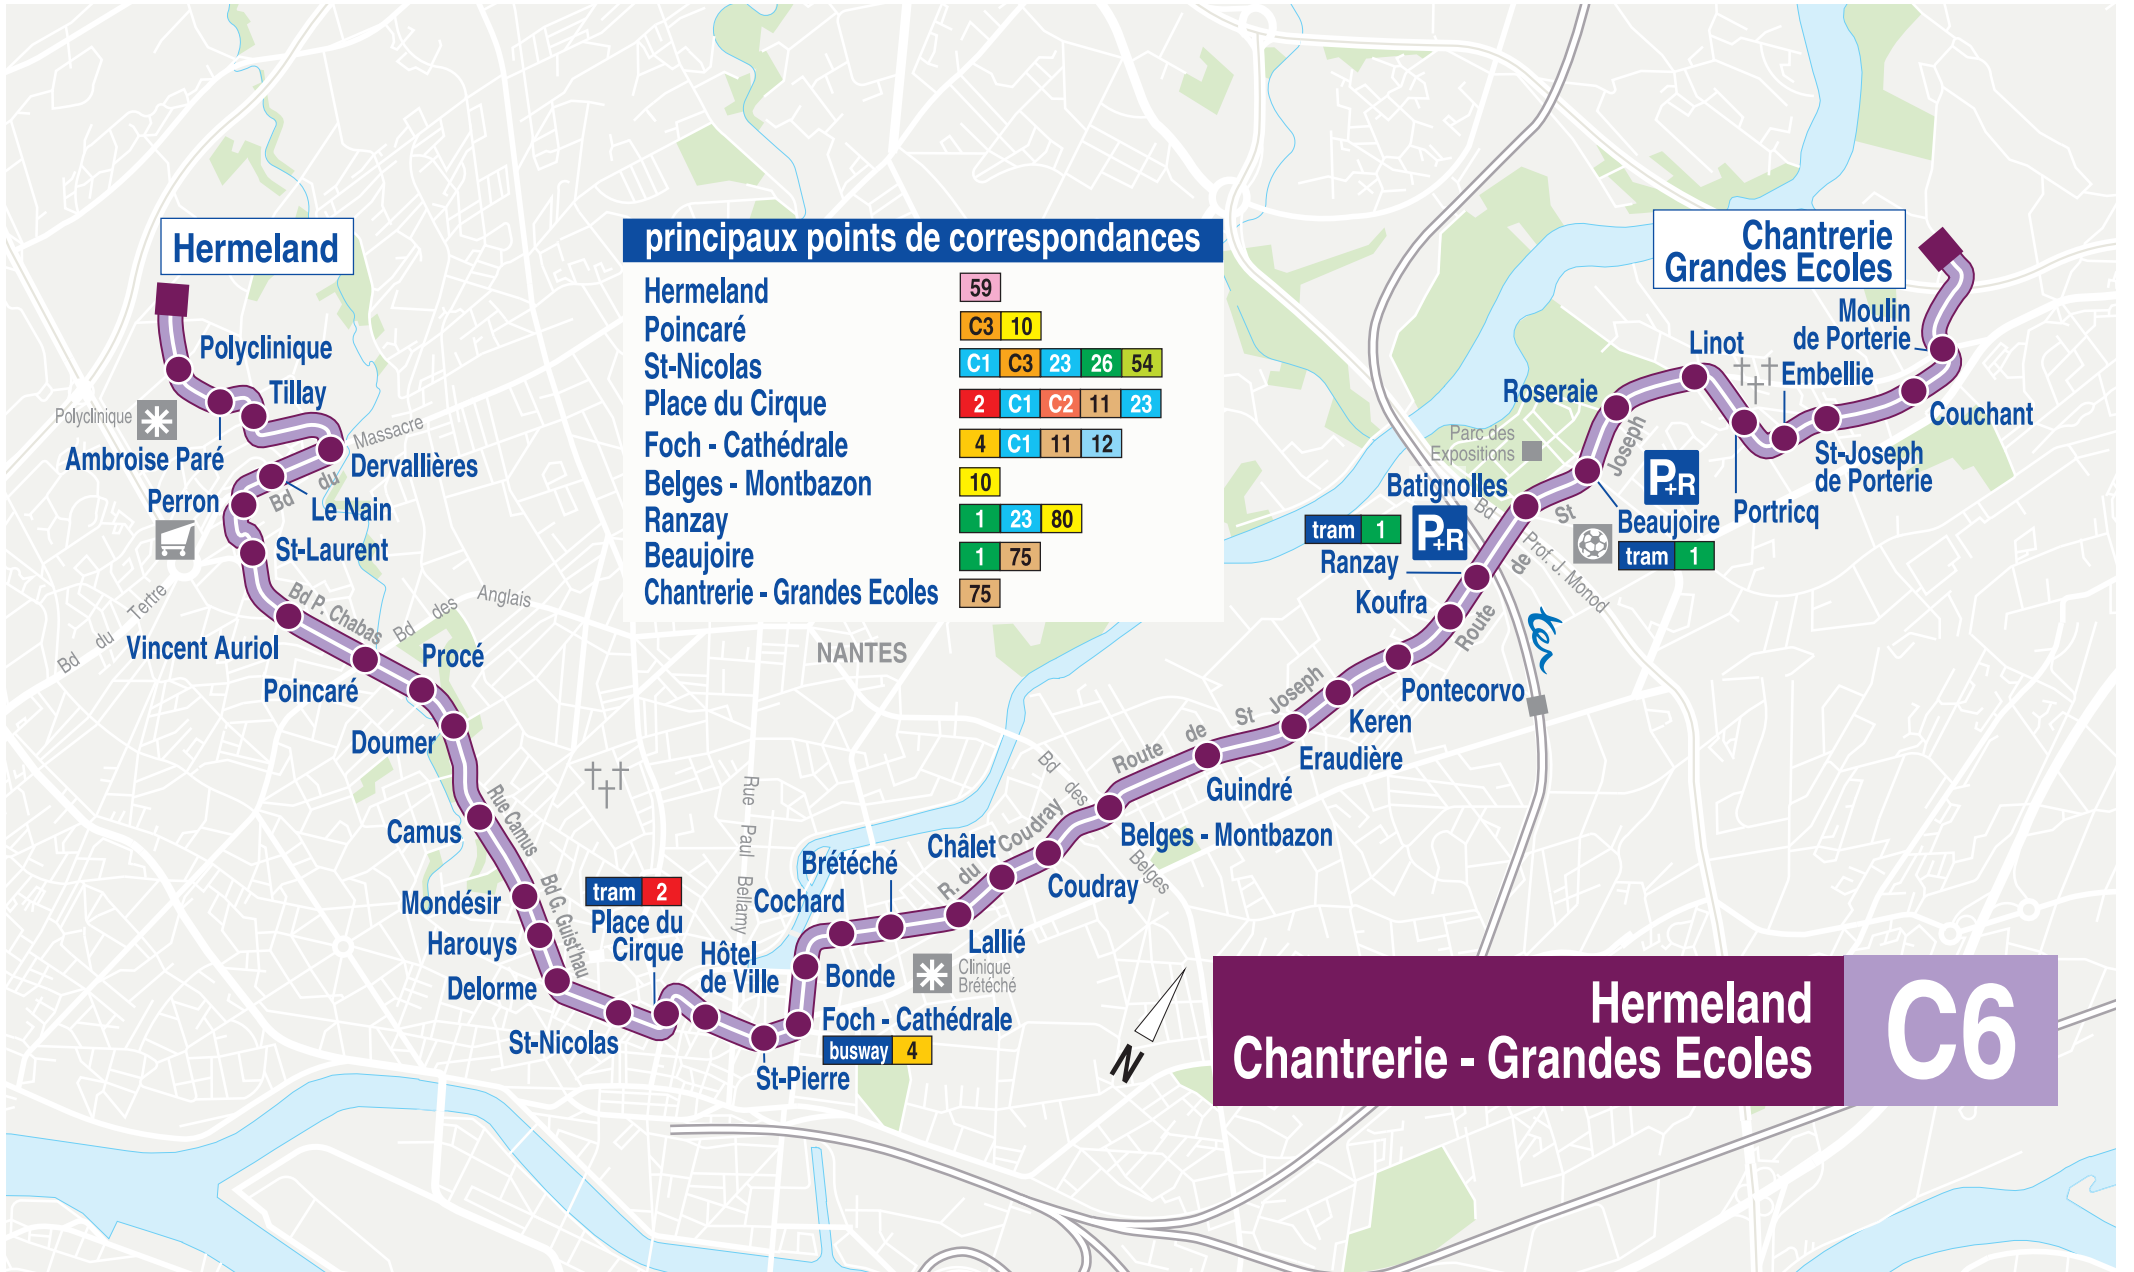 Hermeland
Polyclinique
Tillay
Polyclinique
Ambroise Paré
Massacre
du
Bd
Dervallières
Perron
Le Nain
St-Laurent
Bd P. Chabas
Bd des Anglais
Bd du Tertre
Vincent Auriol
Procé
Poincaré
Doumer
Camus
Rue Camus
Mondésir
Harouys
Bd G. Guist'hau
Delorme
St-Nicolas
tram 2
Place du
Cirque
Hôtel
de Ville
Rue Paul Bellamy
St-Pierre
Foch - Cathédrale
busway 4
Bonde
Cochard
Brétéché
Clinique
Brétéché
Lallié
Châlet
R. du Coudray
Coudray
Bd des Belges
Belges - Montbazon
Route de St Joseph
Guindré
Eraudière
Keren
Pontecorvo
Koufra
Ranzay
tram 1
P+R
Route de St Joseph
ter
Bd Prof. J. Monod
Batignolles
Parc des
Expositions
Beaujoire
tram 1
P+R
Roseraie
Linot
Portricq
Embellie
St-Joseph
de Porterie
Couchant
Moulin
de Porterie
Chantrerie
Grandes Ecoles
NANTES
N
principaux points de correspondances
Hermeland 59
Poincaré C3 10
St-Nicolas C1 C3 23 26 54
Place du Cirque 2 C1 C2 11 23
Foch - Cathédrale 4 C1 11 12
Belges - Montbazon 10
Ranzay 1 23 80
Beaujoire 1 75
Chantrerie - Grandes Ecoles 75
Hermeland
Chantrerie - Grandes Ecoles
C6